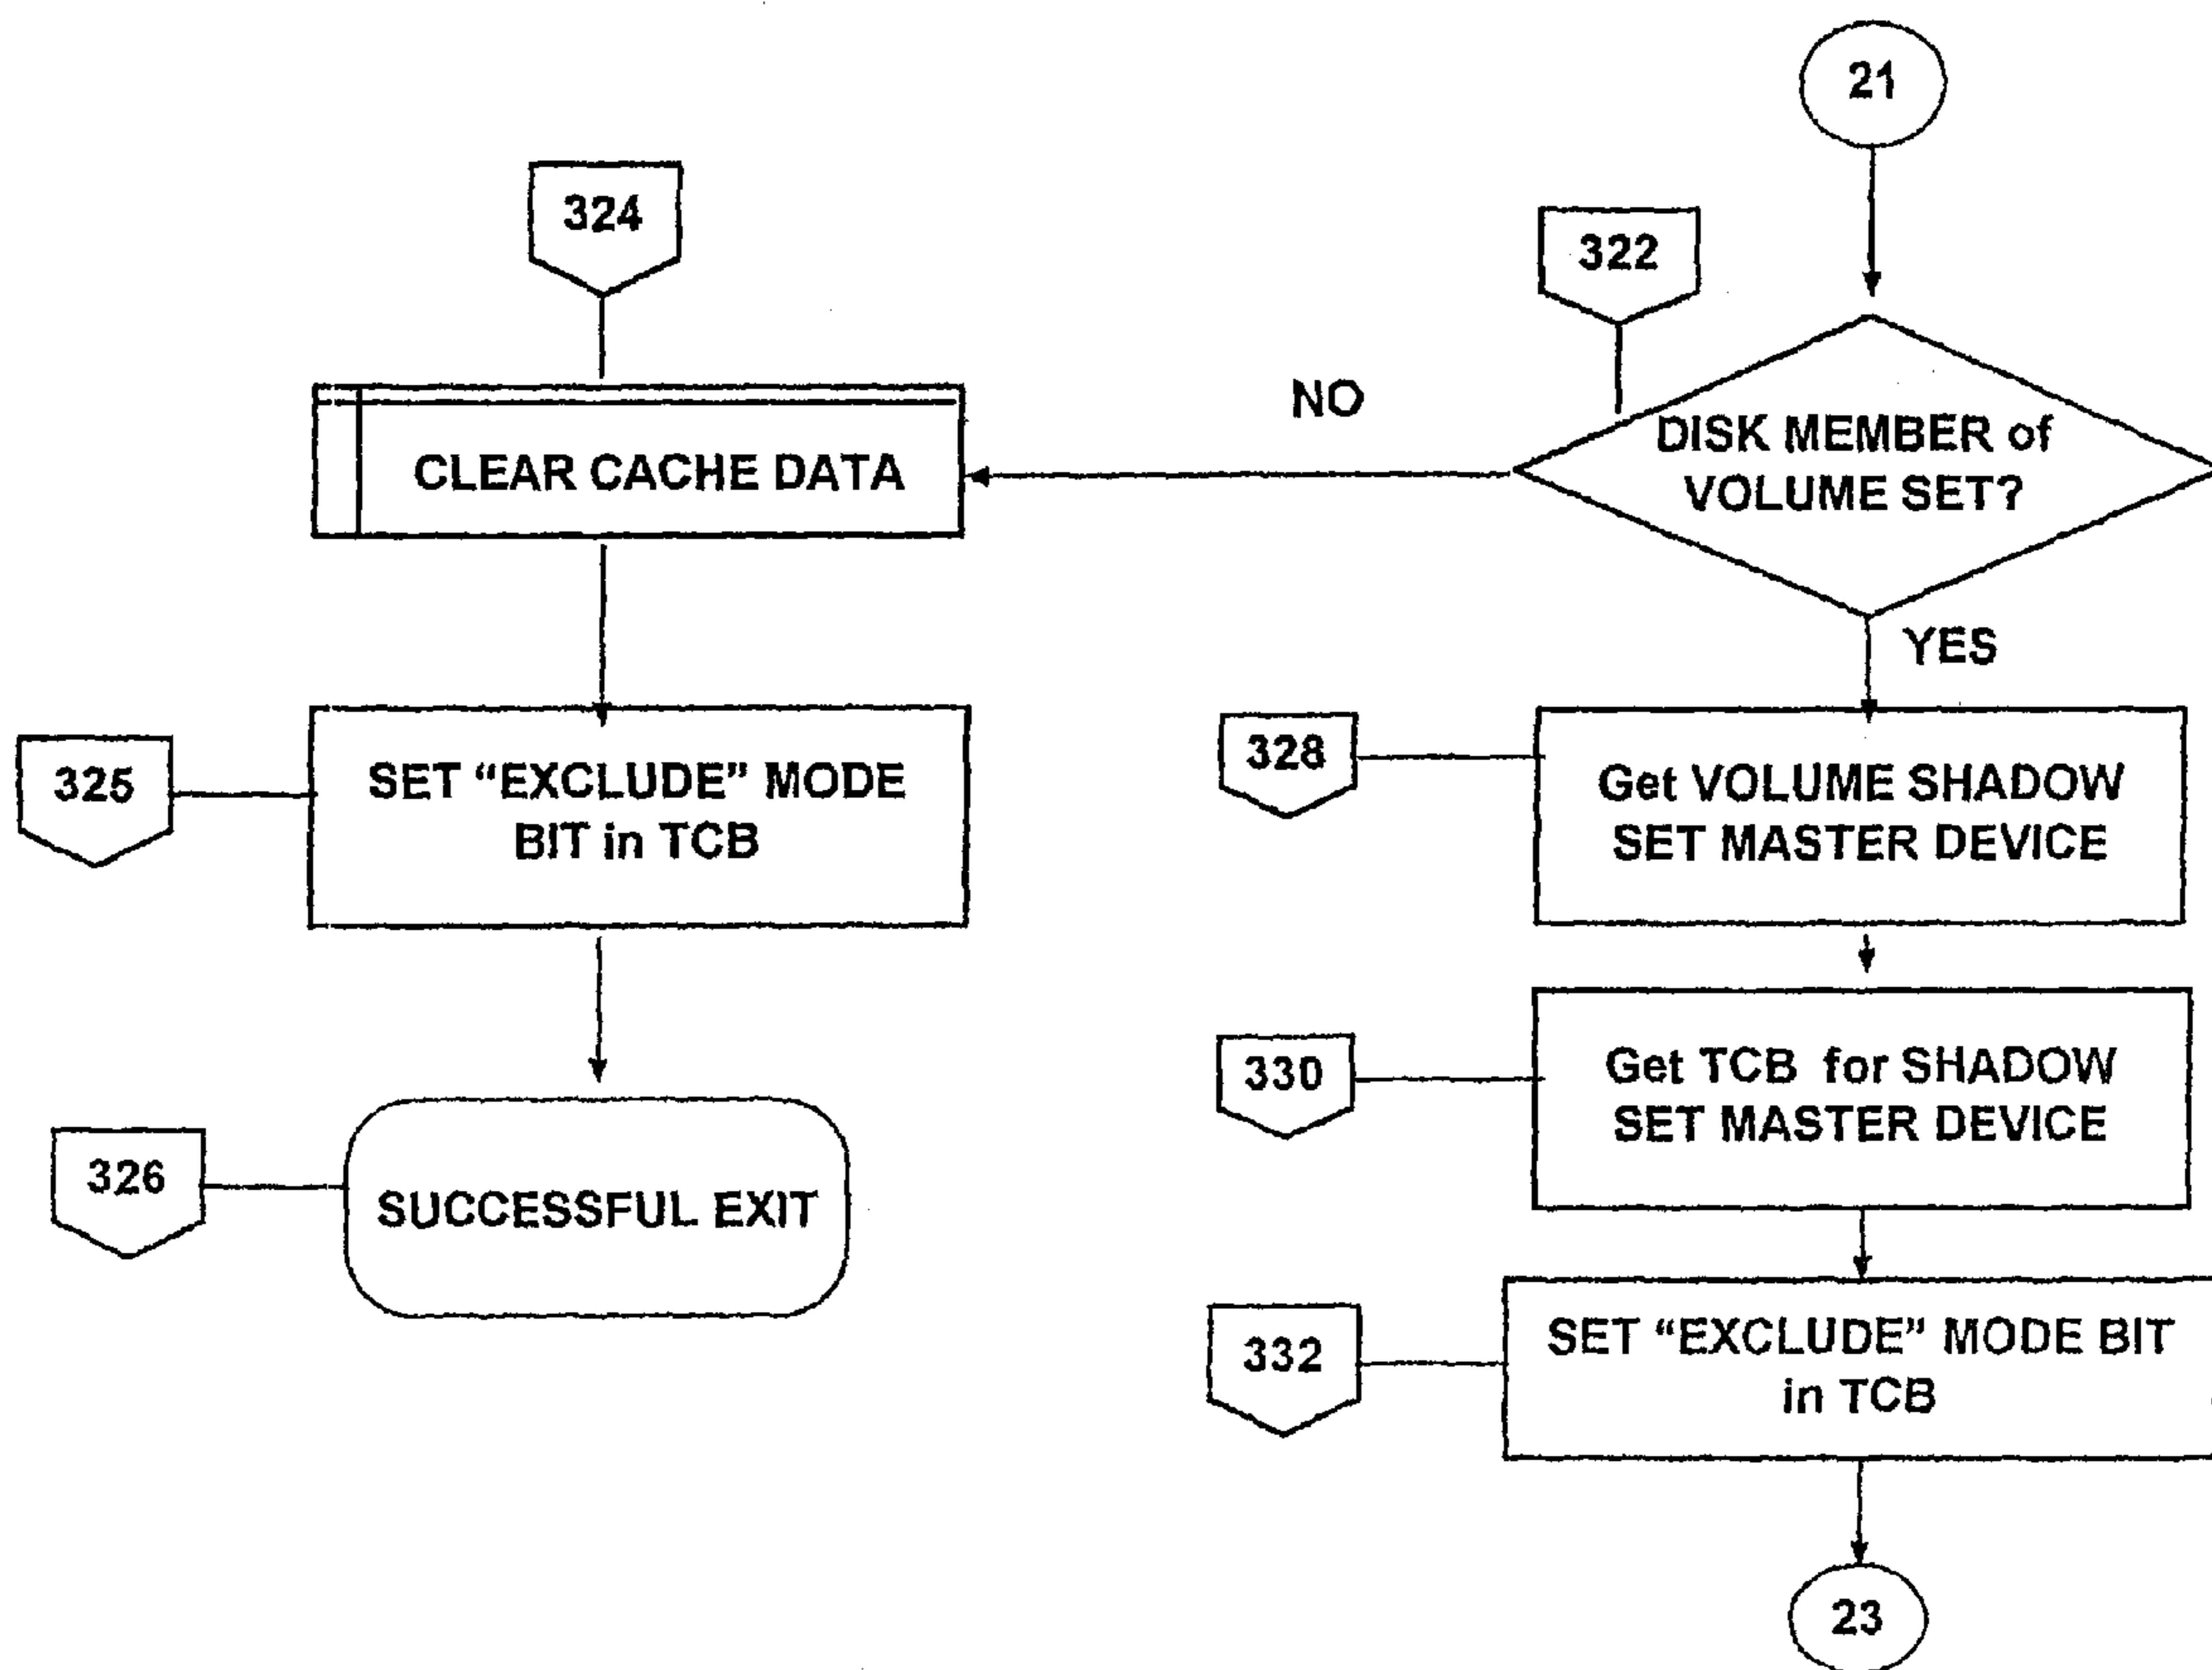 21
324
322
NO
DISK MEMBER of
VOLUME SET?
CLEAR CACHE DATA
YES
328
Get VOLUME SHADOW
SET MASTER DEVICE
325
SET “EXCLUDE” MODE
BIT in TCB
330
Get TCB for SHADOW
SET MASTER DEVICE
326
SUCCESSFUL EXIT
332
SET “EXCLUDE” MODE BIT
in TCB
23